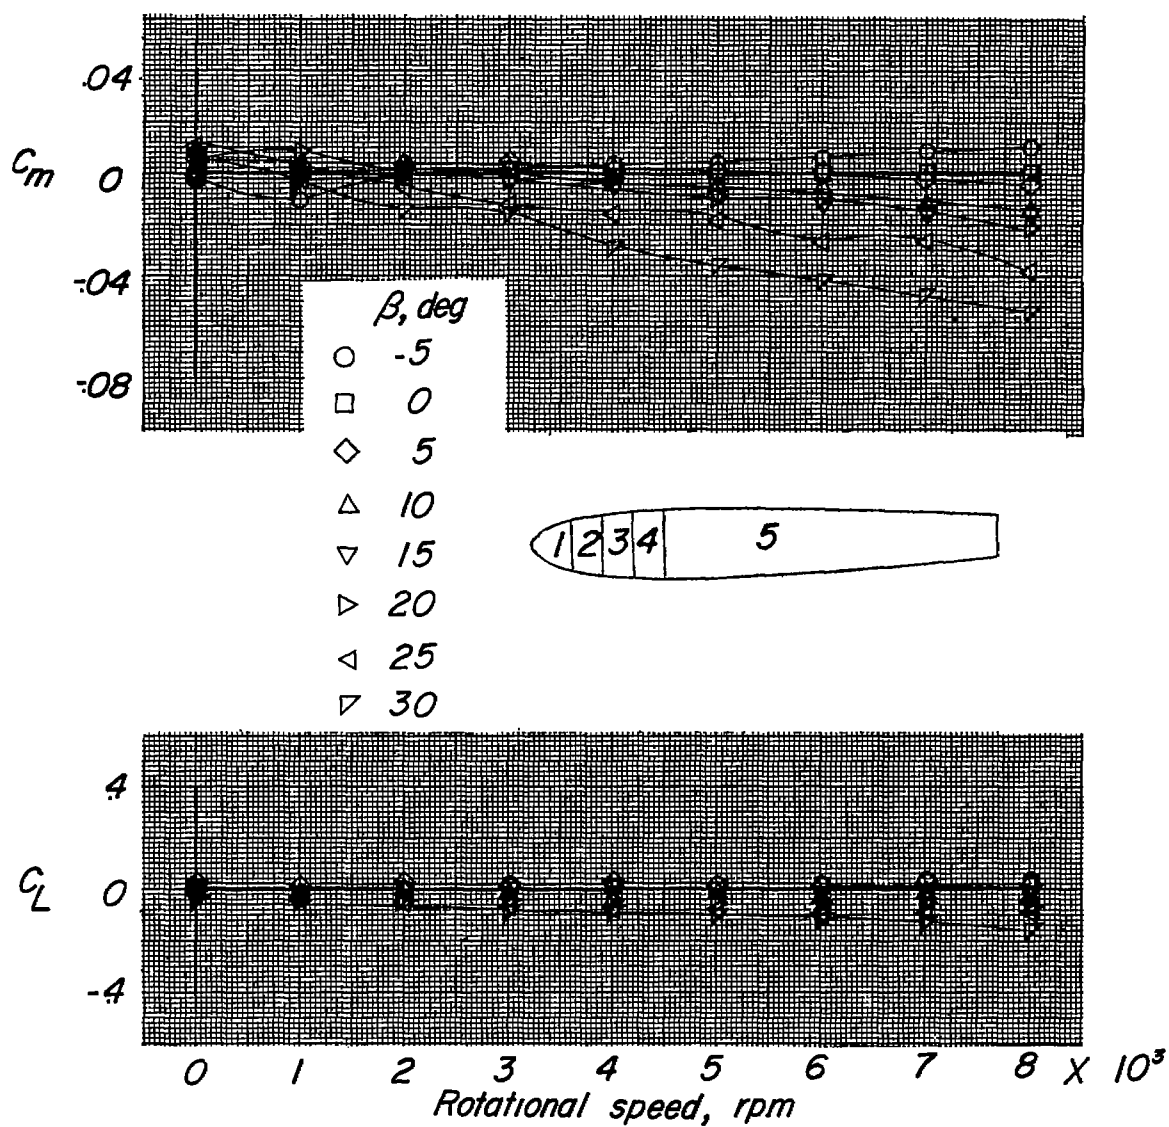 .04
Cm 0
-.04
-.08
β, deg
○ -5
□ 0
◇ 5
△ 10
▽ 15
▷ 20
◁ 25
30
1 2 3 4 5
.4
CL 0
-.4
0 1 2 3 4 5 6 7 8 X 10³
Rotational speed, rpm